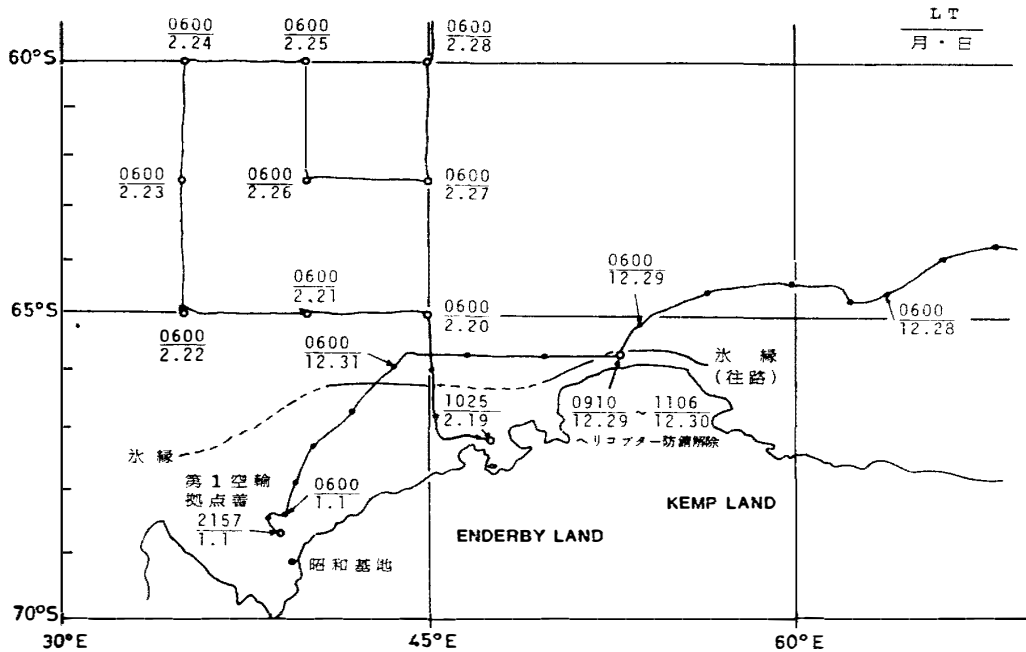 LT
月・日
0600
2.24
0600
2.25
0600
2.28
60°S
0600
2.23
0600
2.26
0600
2.27
0600
12.29
0600
2.21
65°S
0600
2.20
0600
12.28
0600
2.22
0600
12.31
氷縁
(往路)
1025
2.19
0910 ~ 1106
12.29 12.30
ヘリコプター防錆解除
氷縁
第1空輸
拠点着
0600
1.1
2157
1.1
KEMP LAND
ENDERBY LAND
昭和基地
70°S
30°E
45°E
60°E